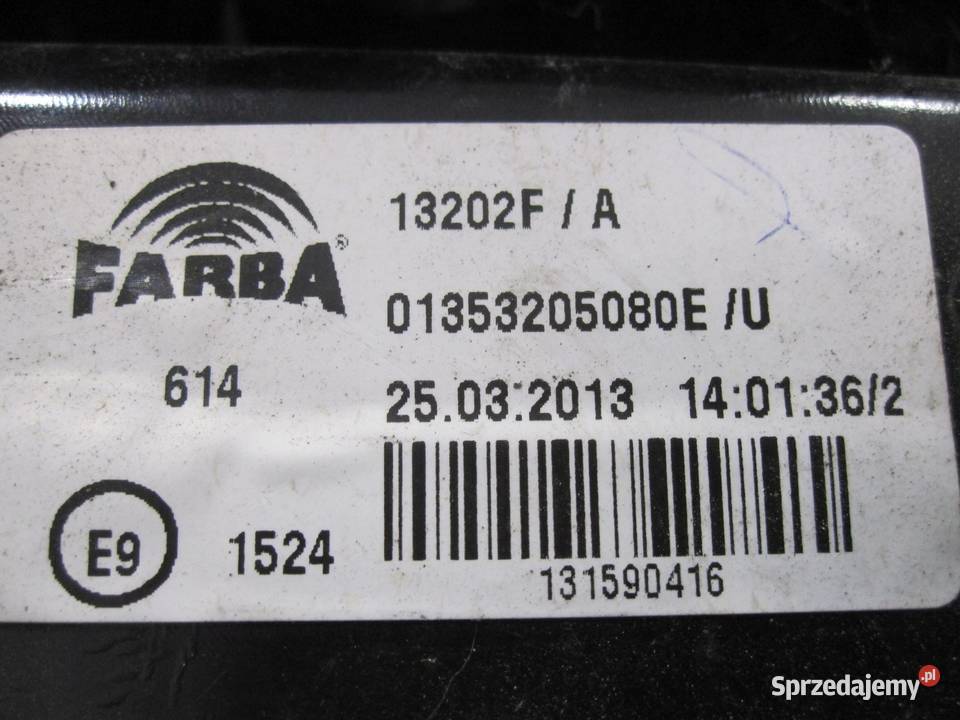 FARBA®
13202F / A
01353205080E /U
614
25.03.2013 14:01:36/2
E9
1524
131590416
Sprzedajemy.pl